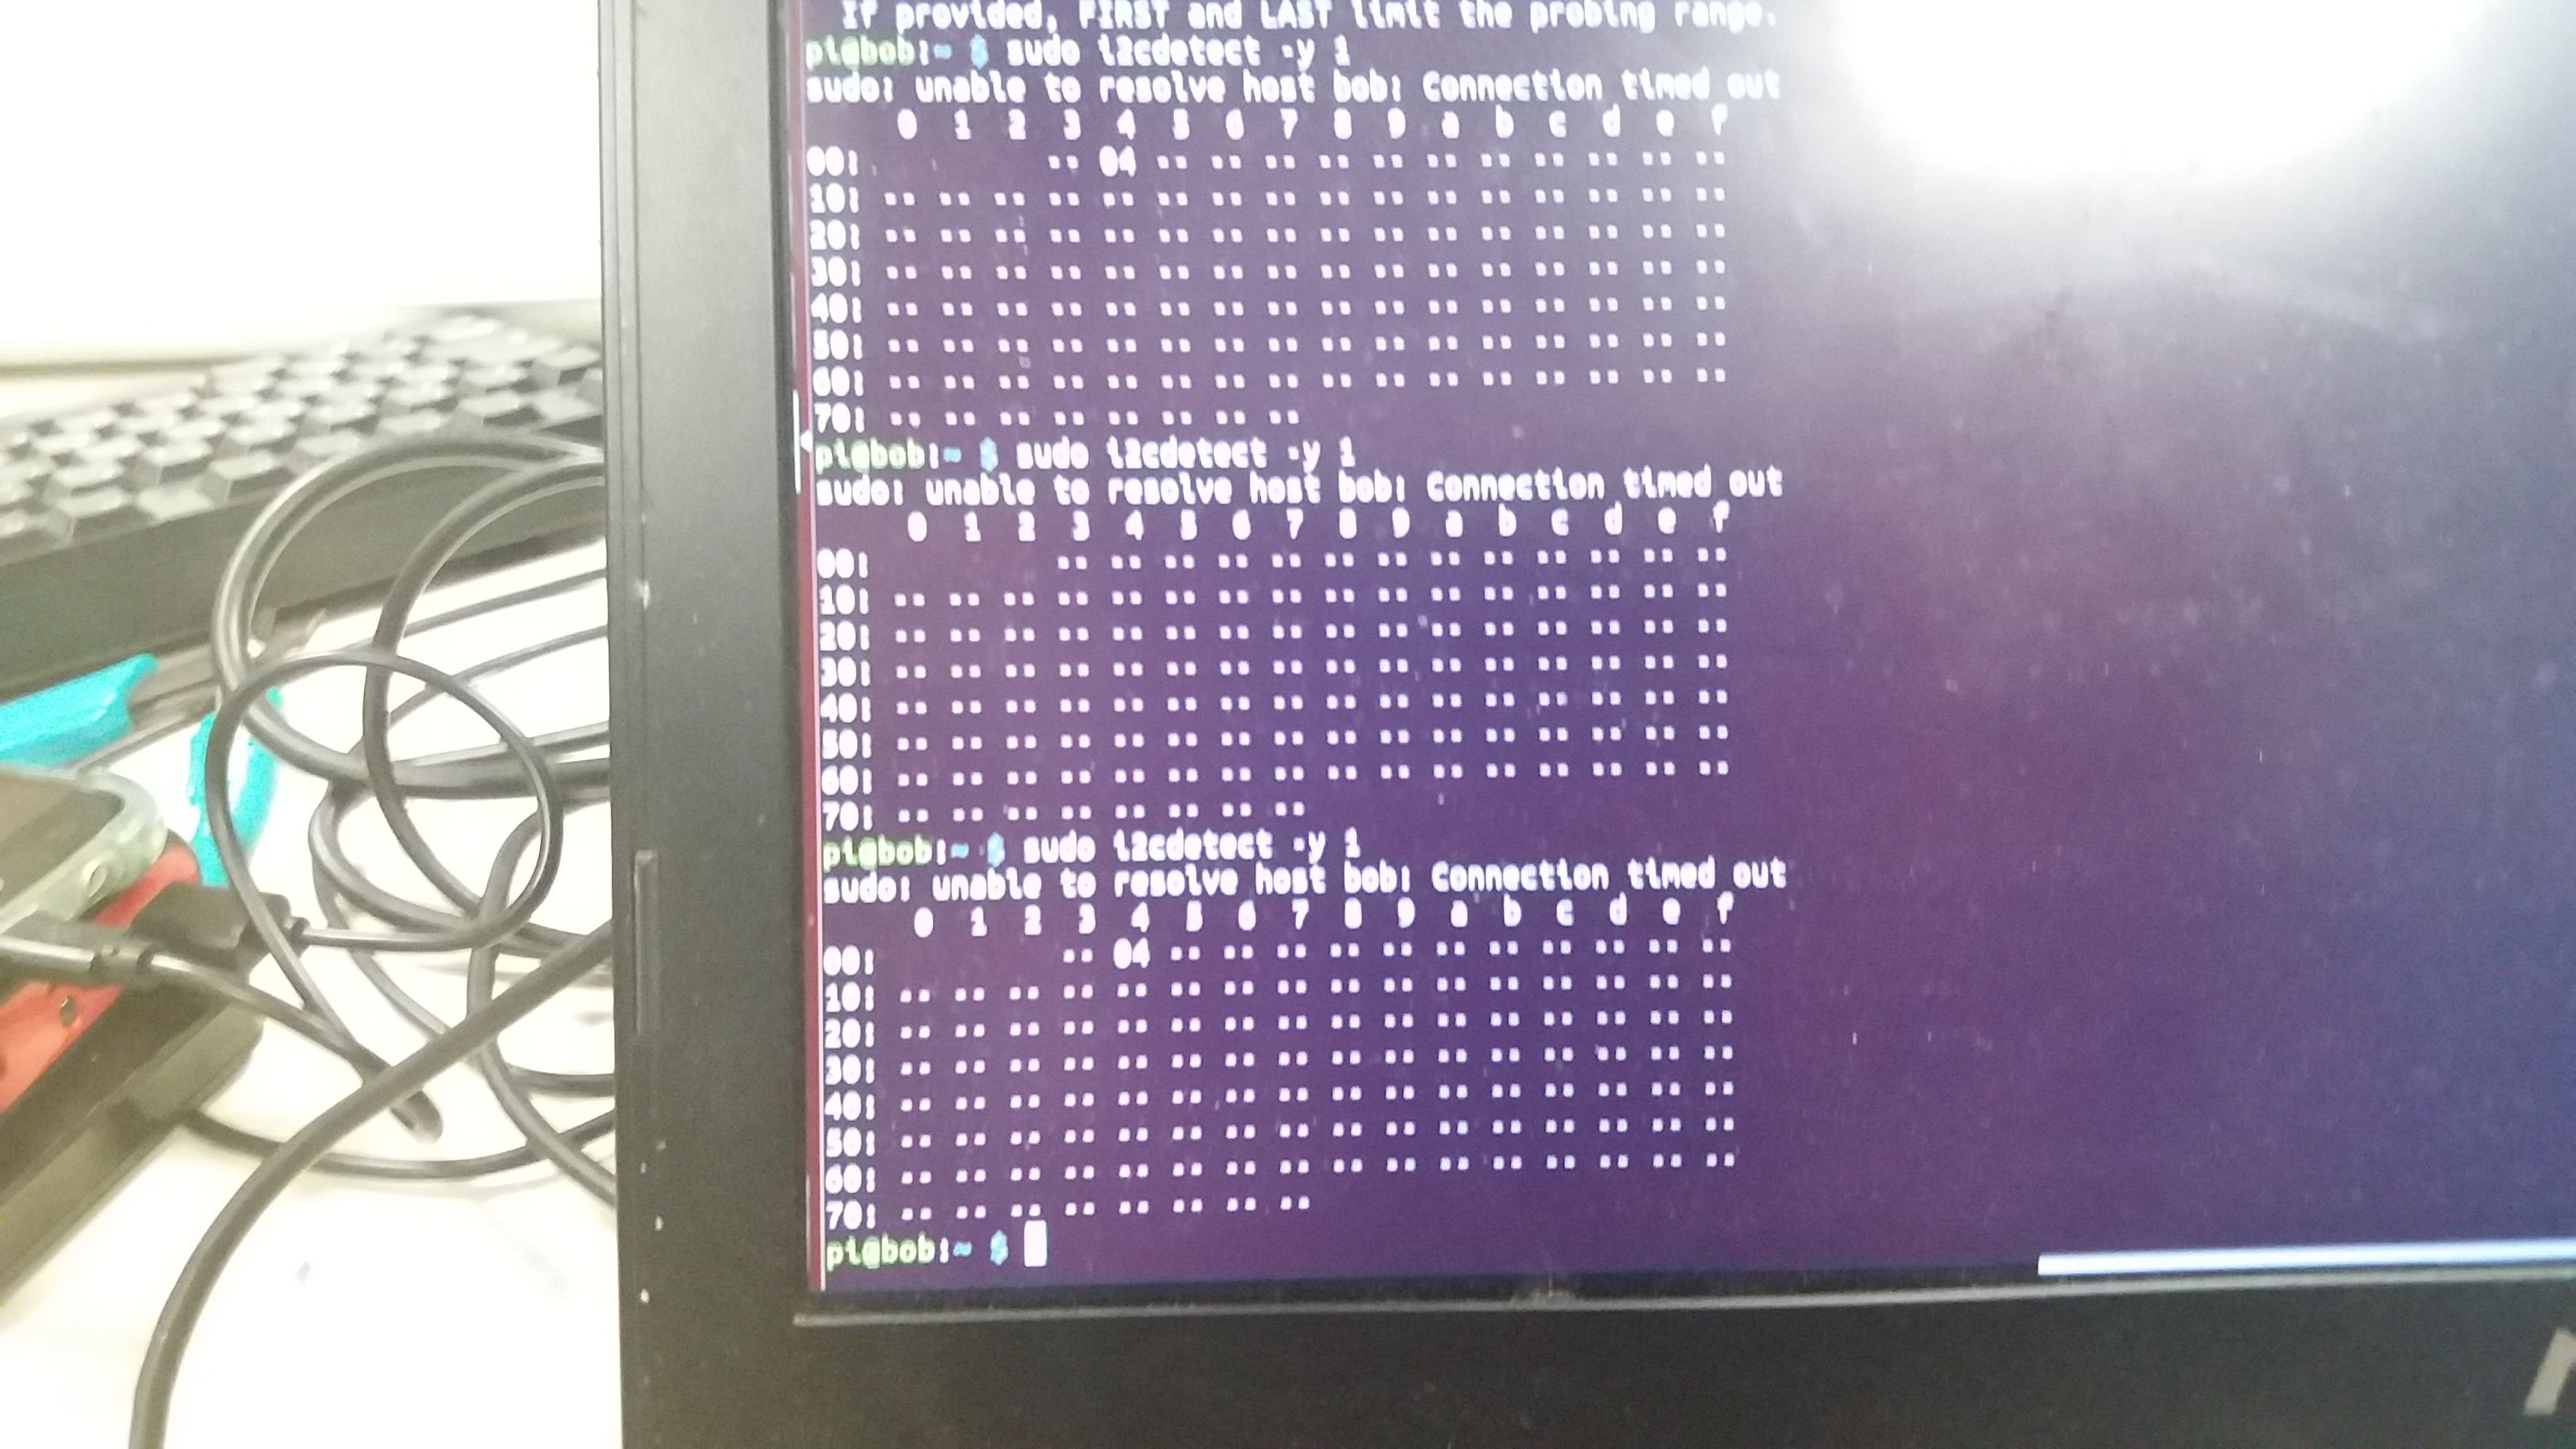 If provided, FIRST and LAST limit the probing range.
pi@bob:~ $ sudo i2cdetect -y 1
sudo: unable to resolve host bob: Connection timed out
     0  1  2  3  4  5  6  7  8  9  a  b  c  d  e  f
00:          -- 04 -- -- -- -- -- -- -- -- -- -- --
10: -- -- -- -- -- -- -- -- -- -- -- -- -- -- -- --
20: -- -- -- -- -- -- -- -- -- -- -- -- -- -- -- --
30: -- -- -- -- -- -- -- -- -- -- -- -- -- -- -- --
40: -- -- -- -- -- -- -- -- -- -- -- -- -- -- -- --
50: -- -- -- -- -- -- -- -- -- -- -- -- -- -- -- --
60: -- -- -- -- -- -- -- -- -- -- -- -- -- -- -- --
70: -- -- -- -- -- -- -- --
pi@bob:~ $ sudo i2cdetect -y 1
sudo: unable to resolve host bob: Connection timed out
     0  1  2  3  4  5  6  7  8  9  a  b  c  d  e  f
00:          -- -- -- -- -- -- -- -- -- -- -- -- --
10: -- -- -- -- -- -- -- -- -- -- -- -- -- -- -- --
20: -- -- -- -- -- -- -- -- -- -- -- -- -- -- -- --
30: -- -- -- -- -- -- -- -- -- -- -- -- -- -- -- --
40: -- -- -- -- -- -- -- -- -- -- -- -- -- -- -- --
50: -- -- -- -- -- -- -- -- -- -- -- -- -- -- -- --
60: -- -- -- -- -- -- -- -- -- -- -- -- -- -- -- --
70: -- -- -- -- -- -- -- --
pi@bob:~ $ sudo i2cdetect -y 1
sudo: unable to resolve host bob: Connection timed out
     0  1  2  3  4  5  6  7  8  9  a  b  c  d  e  f
00:          -- 04 -- -- -- -- -- -- -- -- -- -- --
10: -- -- -- -- -- -- -- -- -- -- -- -- -- -- -- --
20: -- -- -- -- -- -- -- -- -- -- -- -- -- -- -- --
30: -- -- -- -- -- -- -- -- -- -- -- -- -- -- -- --
40: -- -- -- -- -- -- -- -- -- -- -- -- -- -- -- --
50: -- -- -- -- -- -- -- -- -- -- -- -- -- -- -- --
60: -- -- -- -- -- -- -- -- -- -- -- -- -- -- -- --
70: -- -- -- -- -- -- -- --
pi@bob:~ $